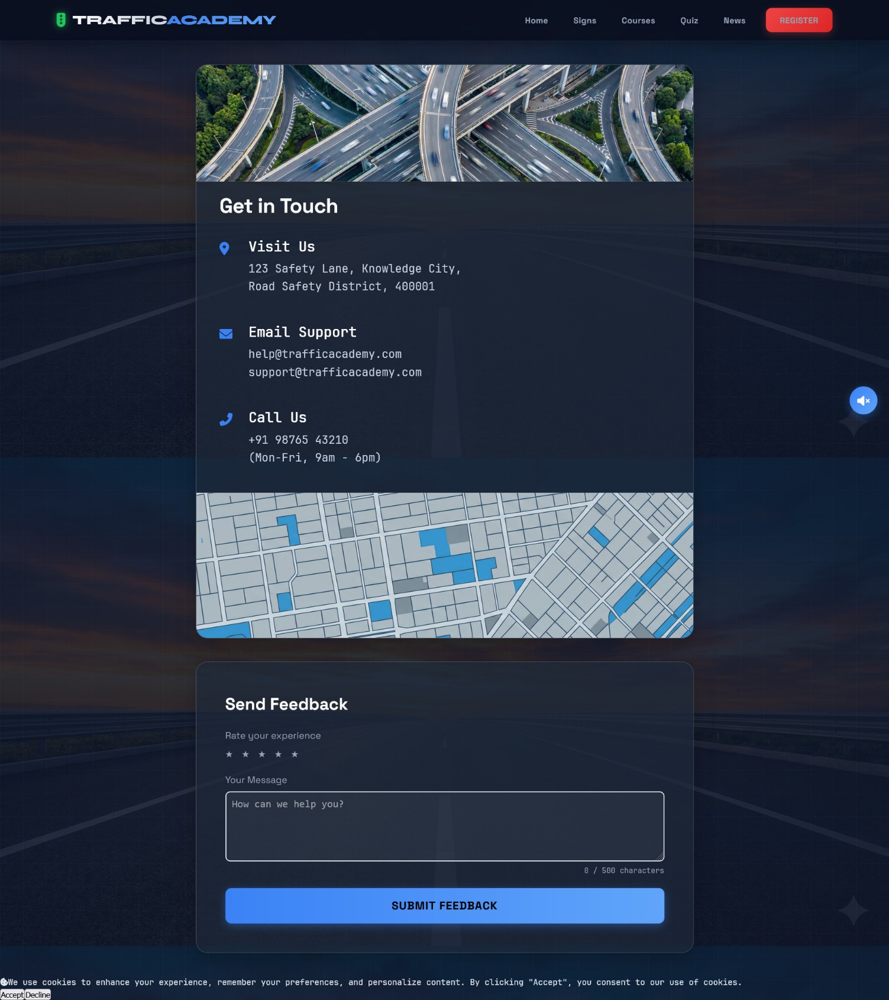 TRAFFICACADEMY
Home Signs Courses Quiz News REGISTER
Get in Touch
Visit Us
123 Safety Lane, Knowledge City,
Road Safety District, 400001
Email Support
help@trafficacademy.com
support@trafficacademy.com
Call Us
+91 98765 43210
(Mon-Fri, 9am - 6pm)
Send Feedback
Rate your experience
★ ★ ★ ★ ★
Your Message
How can we help you?
0 / 500 characters
SUBMIT FEEDBACK
We use cookies to enhance your experience, remember your preferences, and personalize content. By clicking "Accept", you consent to our use of cookies.
Accept Decline